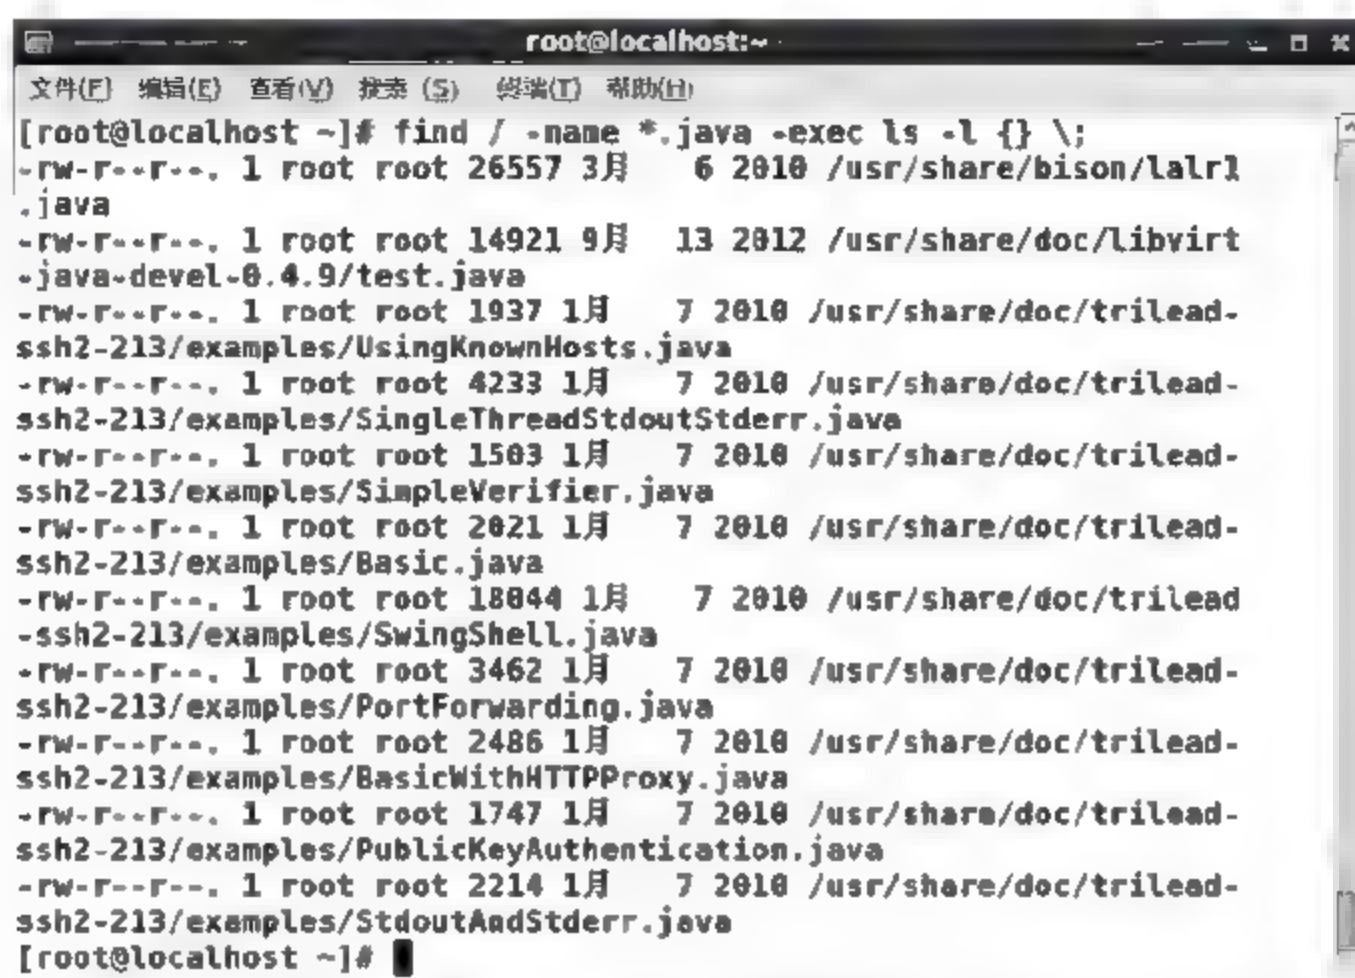 root@localhost:~
文件(F) 编辑(E) 查看(V) 搜索 (S) 终端(T) 帮助(H)
[root@localhost ~]# find / -name *.java -exec ls -l {} \;
-rw-r--r--. 1 root root 26557 3月 6 2010 /usr/share/bison/lalr1
.java
-rw-r--r--. 1 root root 14921 9月 13 2012 /usr/share/doc/libvirt
-java-devel-0.4.9/test.java
-rw-r--r--. 1 root root 1937 1月 7 2010 /usr/share/doc/trilead-
ssh2-213/examples/UsingKnownHosts.java
-rw-r--r--. 1 root root 4233 1月 7 2010 /usr/share/doc/trilead-
ssh2-213/examples/SingleThreadStdoutStderr.java
-rw-r--r--. 1 root root 1503 1月 7 2010 /usr/share/doc/trilead-
ssh2-213/examples/SimpleVerifier.java
-rw-r--r--. 1 root root 2021 1月 7 2010 /usr/share/doc/trilead-
ssh2-213/examples/Basic.java
-rw-r--r--. 1 root root 18044 1月 7 2010 /usr/share/doc/trilead
-ssh2-213/examples/SwingShell.java
-rw-r--r--. 1 root root 3462 1月 7 2010 /usr/share/doc/trilead-
ssh2-213/examples/PortForwarding.java
-rw-r--r--. 1 root root 2486 1月 7 2010 /usr/share/doc/trilead-
ssh2-213/examples/BasicWithHTTPProxy.java
-rw-r--r--. 1 root root 1747 1月 7 2010 /usr/share/doc/trilead-
ssh2-213/examples/PublicKeyAuthentication.java
-rw-r--r--. 1 root root 2214 1月 7 2010 /usr/share/doc/trilead-
ssh2-213/examples/StdoutAndStderr.java
[root@localhost ~]#